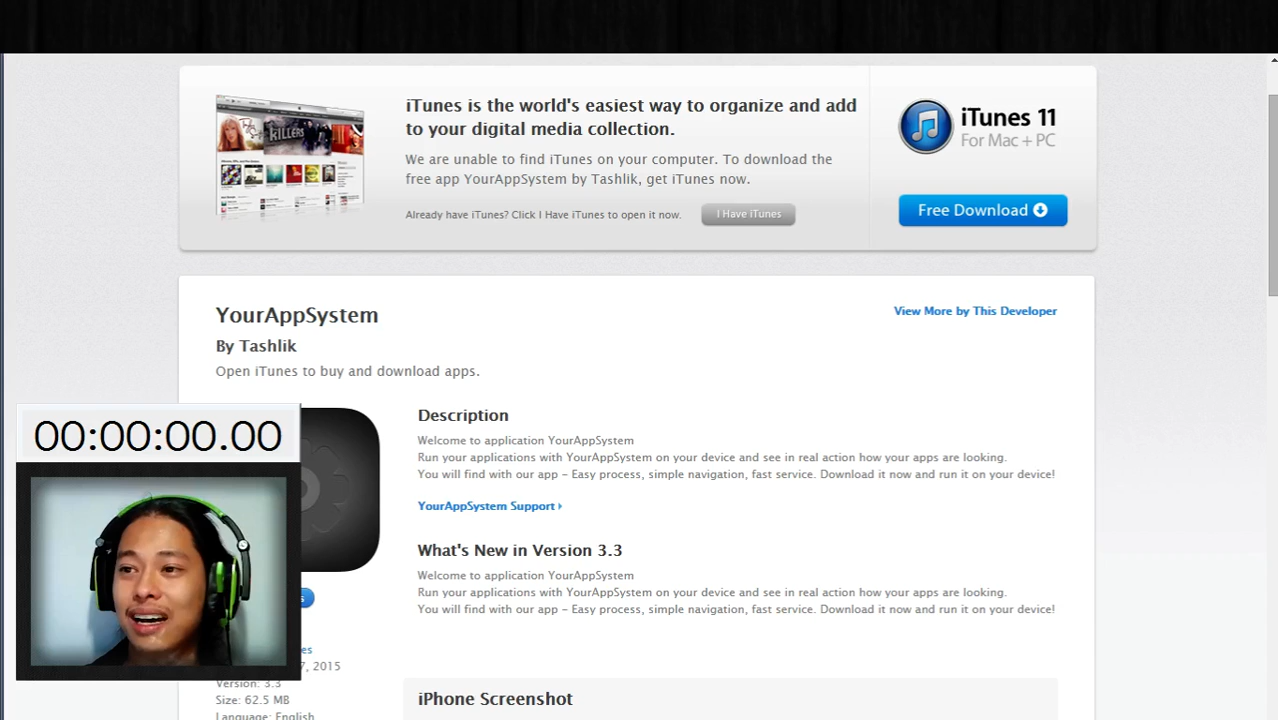 iTunes is the world's easiest way to organize and add
to your digital media collection.
We are unable to find iTunes on your computer. To download the
free app YourAppSystem by Tashlik, get iTunes now.
Already have iTunes? Click I Have iTunes to open it now.
I Have iTunes
iTunes 11
For Mac + PC
Free Download
KILLERS
YourAppSystem
View More by This Developer
By Tashlik
Open iTunes to buy and download apps.
00:00:00.00
Description
Welcome to application YourAppSystem
Run your applications with YourAppSystem on your device and see in real action how your apps are looking.
You will find with our app – Easy process, simple navigation, fast service. Download it now and run it on your device!
YourAppSystem Support
What's New in Version 3.3
Welcome to application YourAppSystem
Run your applications with YourAppSystem on your device and see in real action how your apps are looking.
You will find with our app – Easy process, simple navigation, fast service. Download it now and run it on your device!
7, 2015
Version: 3.3
Size: 62.5 MB
Language: English
iPhone Screenshot